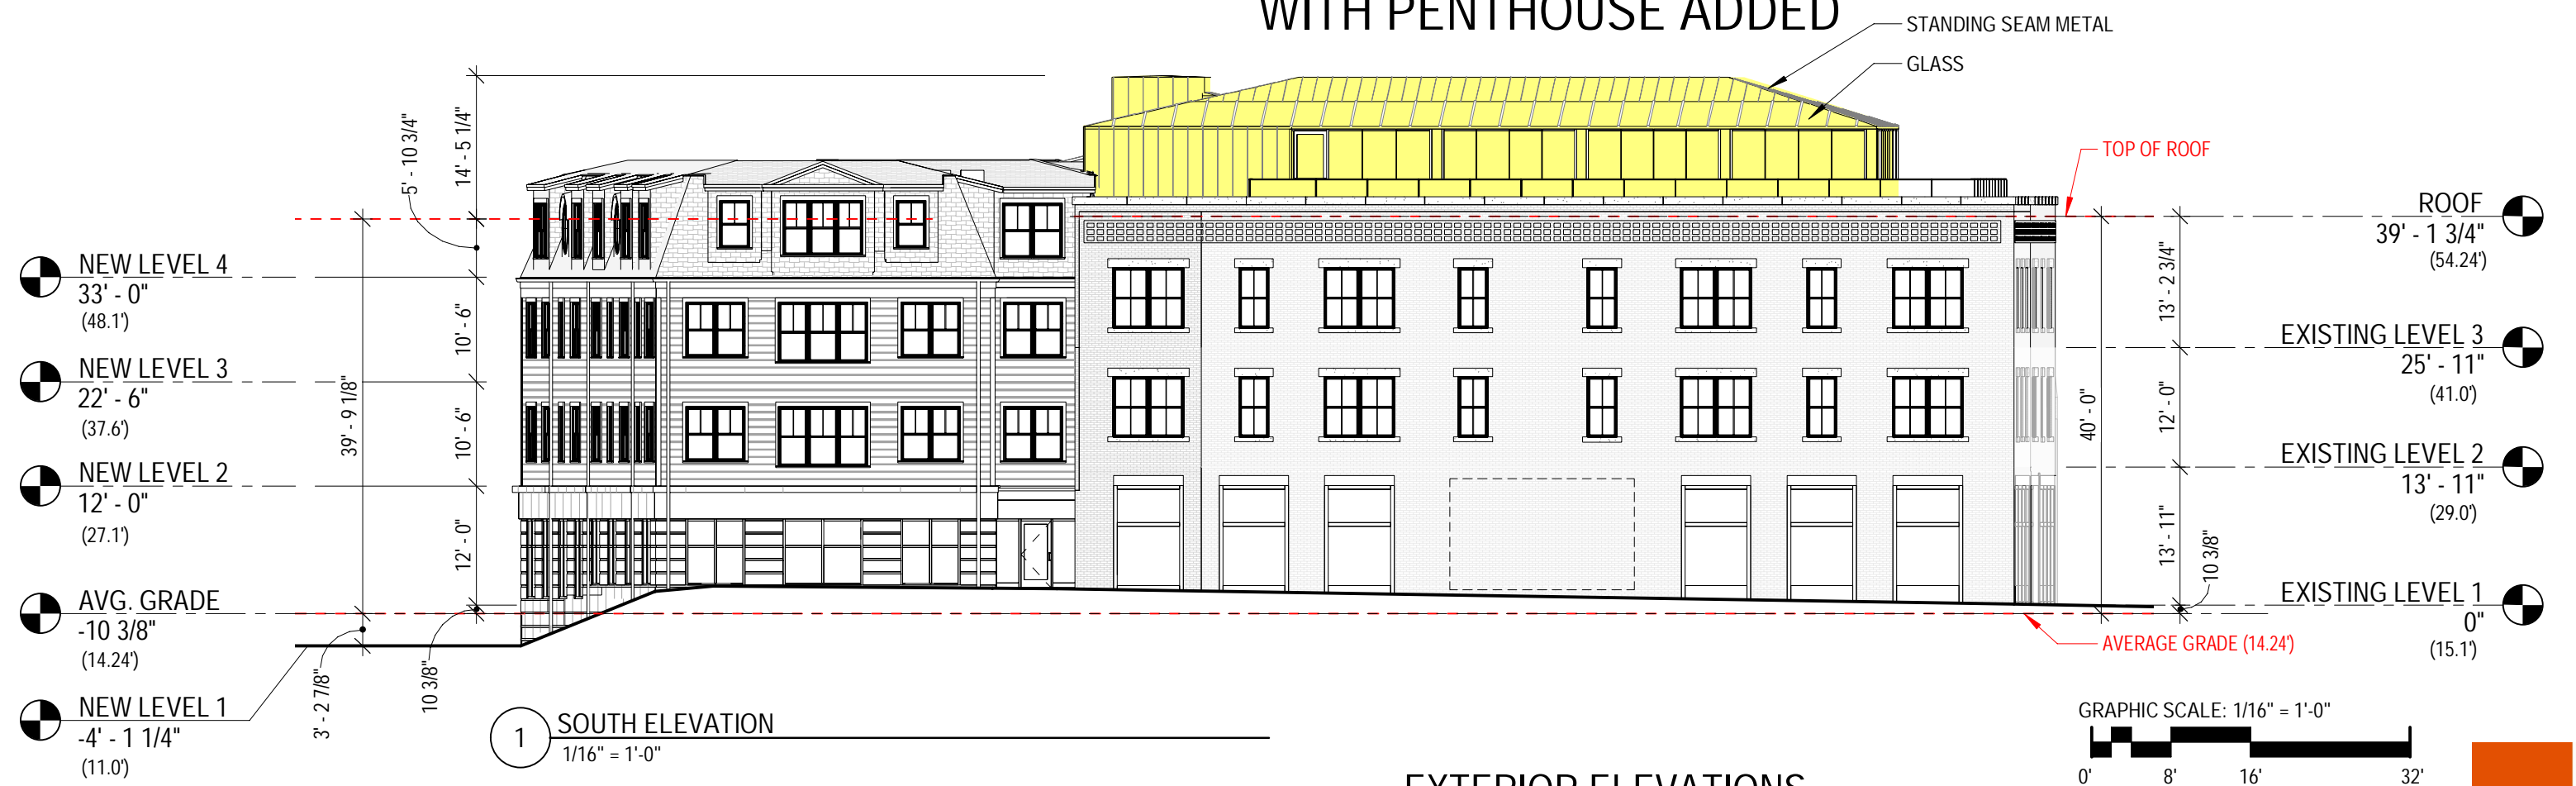 WITH PENTHOUSE ADDED
STANDING SEAM METAL
GLASS
TOP OF ROOF
14' - 5 1/4"
5' - 10 3/4"
10' - 6"
10' - 6"
12' - 0"
39' - 9 1/8"
3' - 2 7/8"
10 3/8"
NEW LEVEL 4
33' - 0"
(48.1')
NEW LEVEL 3
22' - 6"
(37.6')
NEW LEVEL 2
12' - 0"
(27.1')
AVG. GRADE
-10 3/8"
(14.24')
NEW LEVEL 1
-4' - 1 1/4"
(11.0')
ROOF
39' - 1 3/4"
(54.24')
EXISTING LEVEL 3
25' - 11"
(41.0')
EXISTING LEVEL 2
13' - 11"
(29.0')
EXISTING LEVEL 1
0"
(15.1')
13' - 2 3/4"
12' - 0"
13' - 11"
10 3/8"
40' - 0"
AVERAGE GRADE (14.24')
1
SOUTH ELEVATION
1/16" = 1'-0"
GRAPHIC SCALE: 1/16" = 1'-0"
0' 8' 16' 32'
EXTERIOR ELEVATIONS